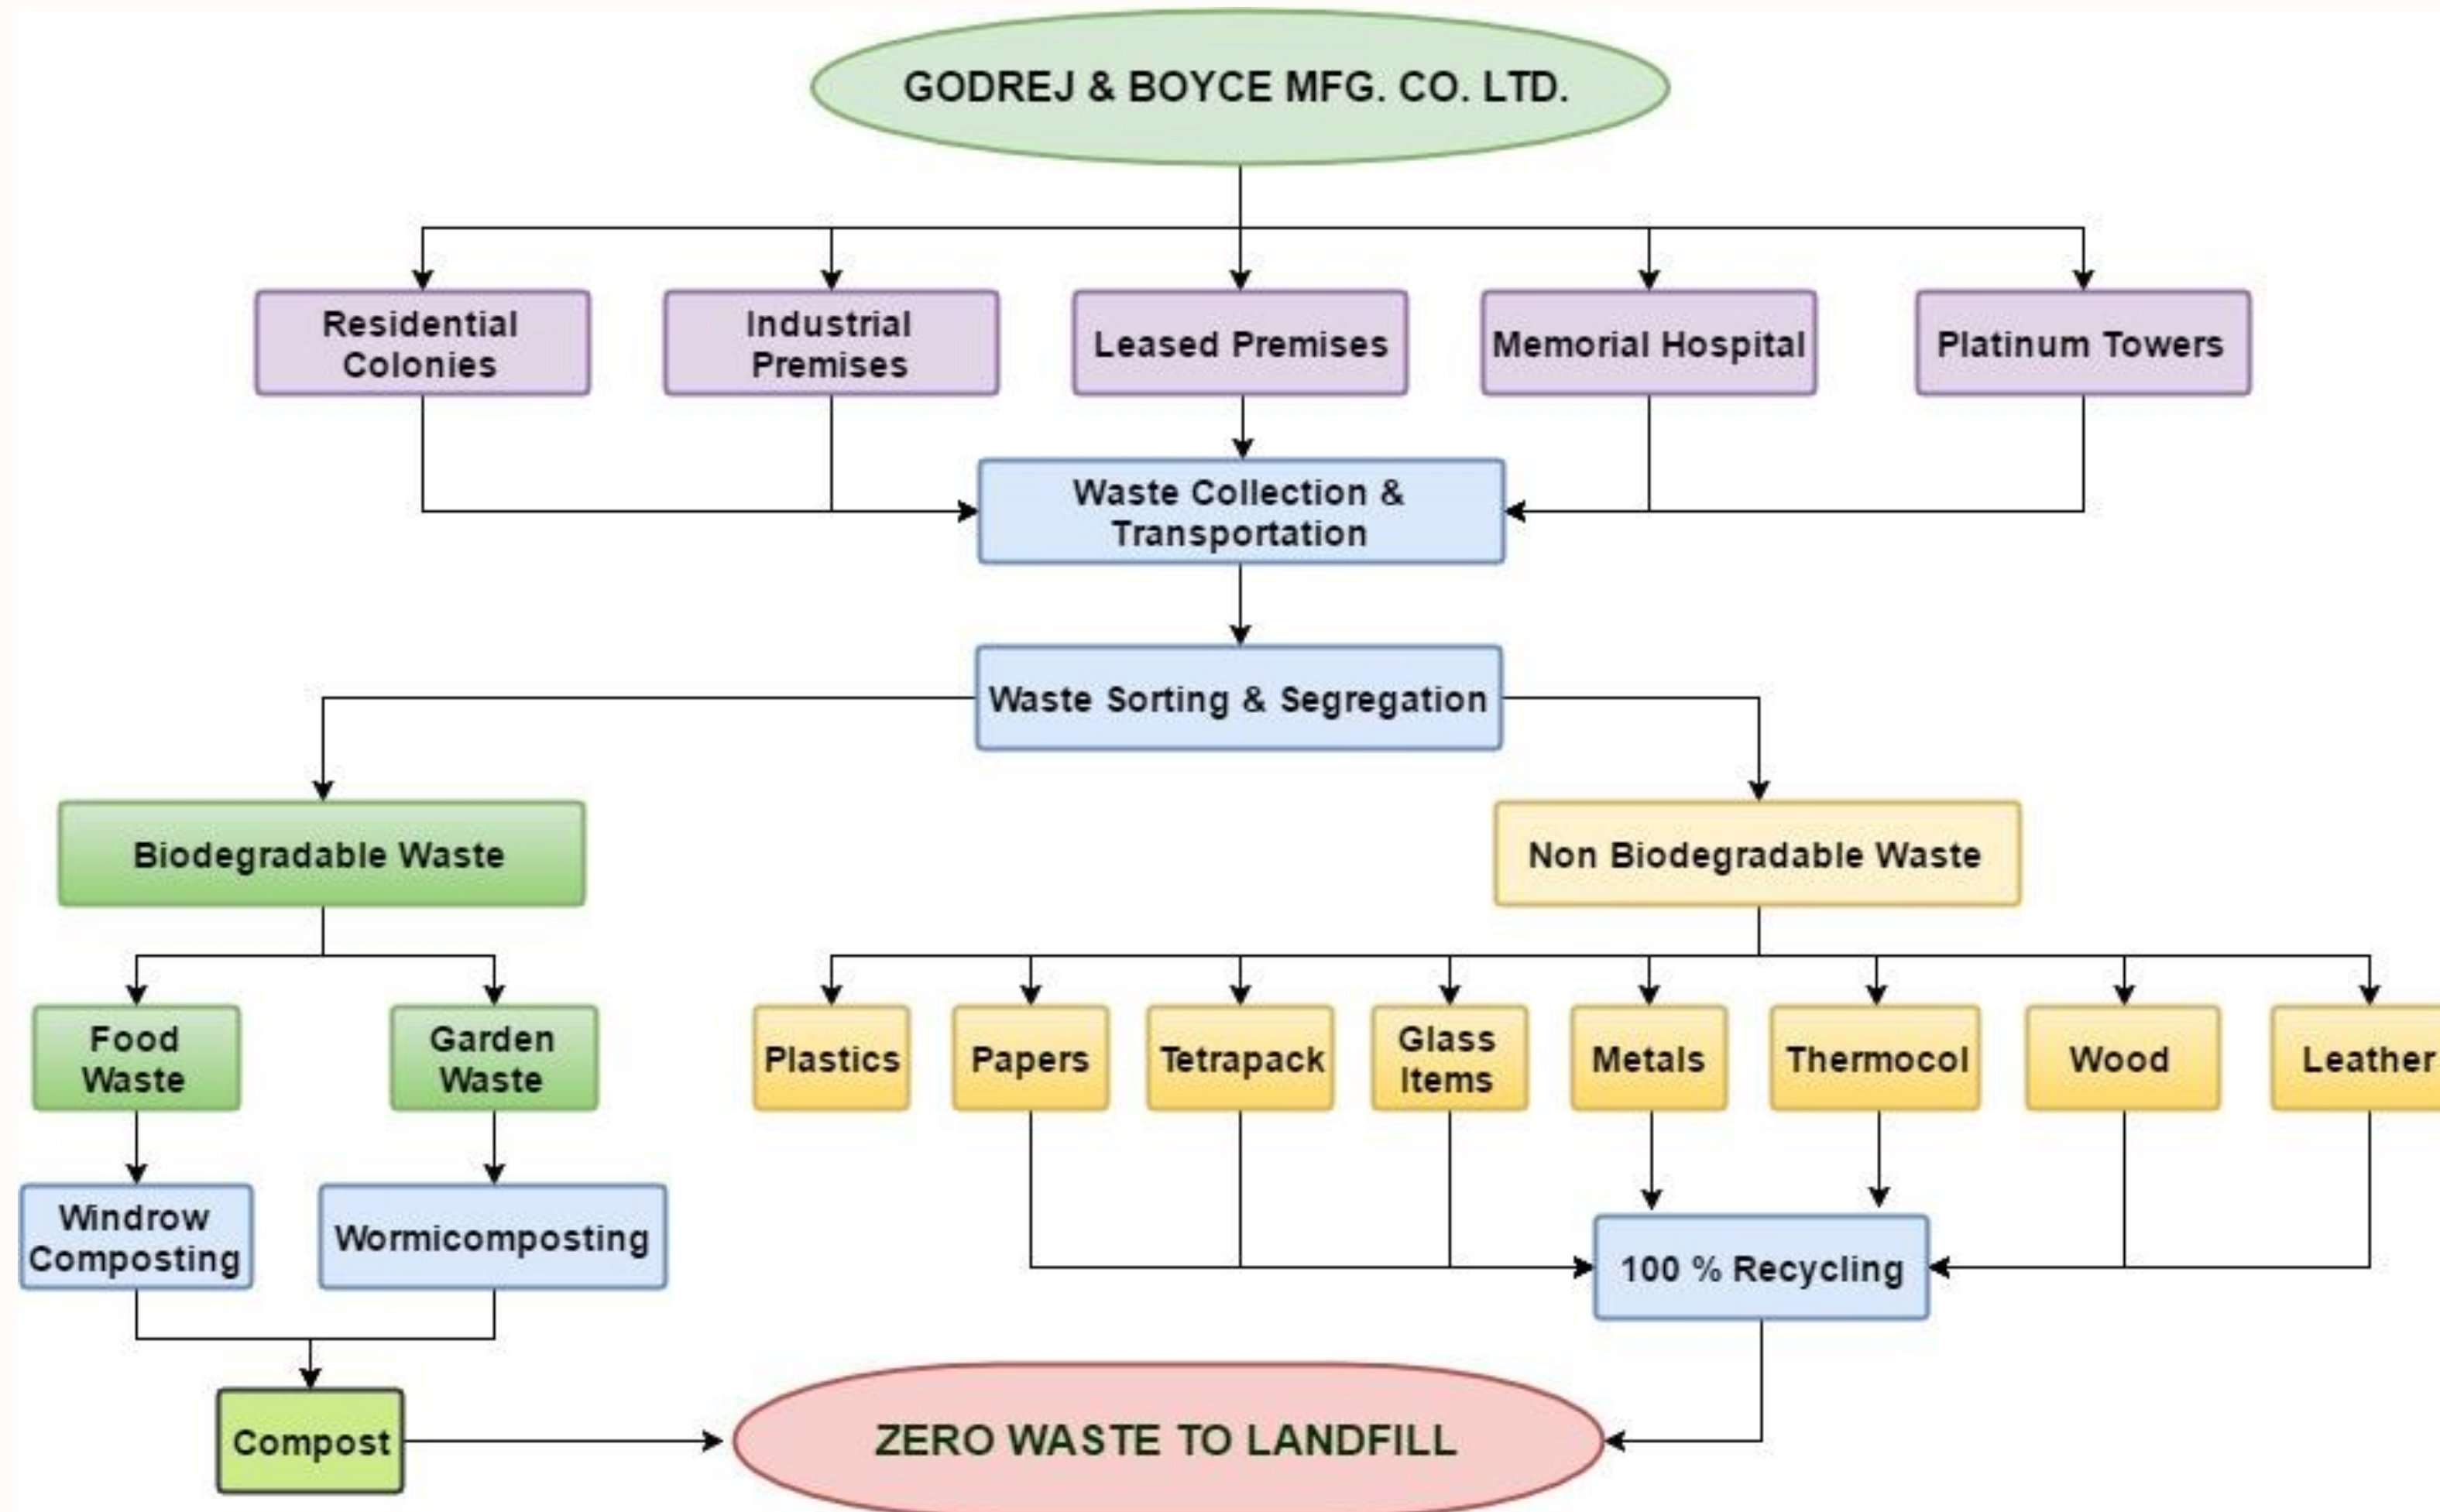 GODREJ & BOYCE MFG. CO. LTD.
Residential
Colonies
Industrial
Premises
Leased Premises
Memorial Hospital
Platinum Towers
Waste Collection &
Transportation
Waste Sorting & Segregation
Biodegradable Waste
Non Biodegradable Waste
Food
Waste
Garden
Waste
Plastics
Papers
Tetrapack
Glass
Items
Metals
Thermocol
Wood
Leather
Windrow
Composting
Wormicomposting
100 % Recycling
Compost
ZERO WASTE TO LANDFILL